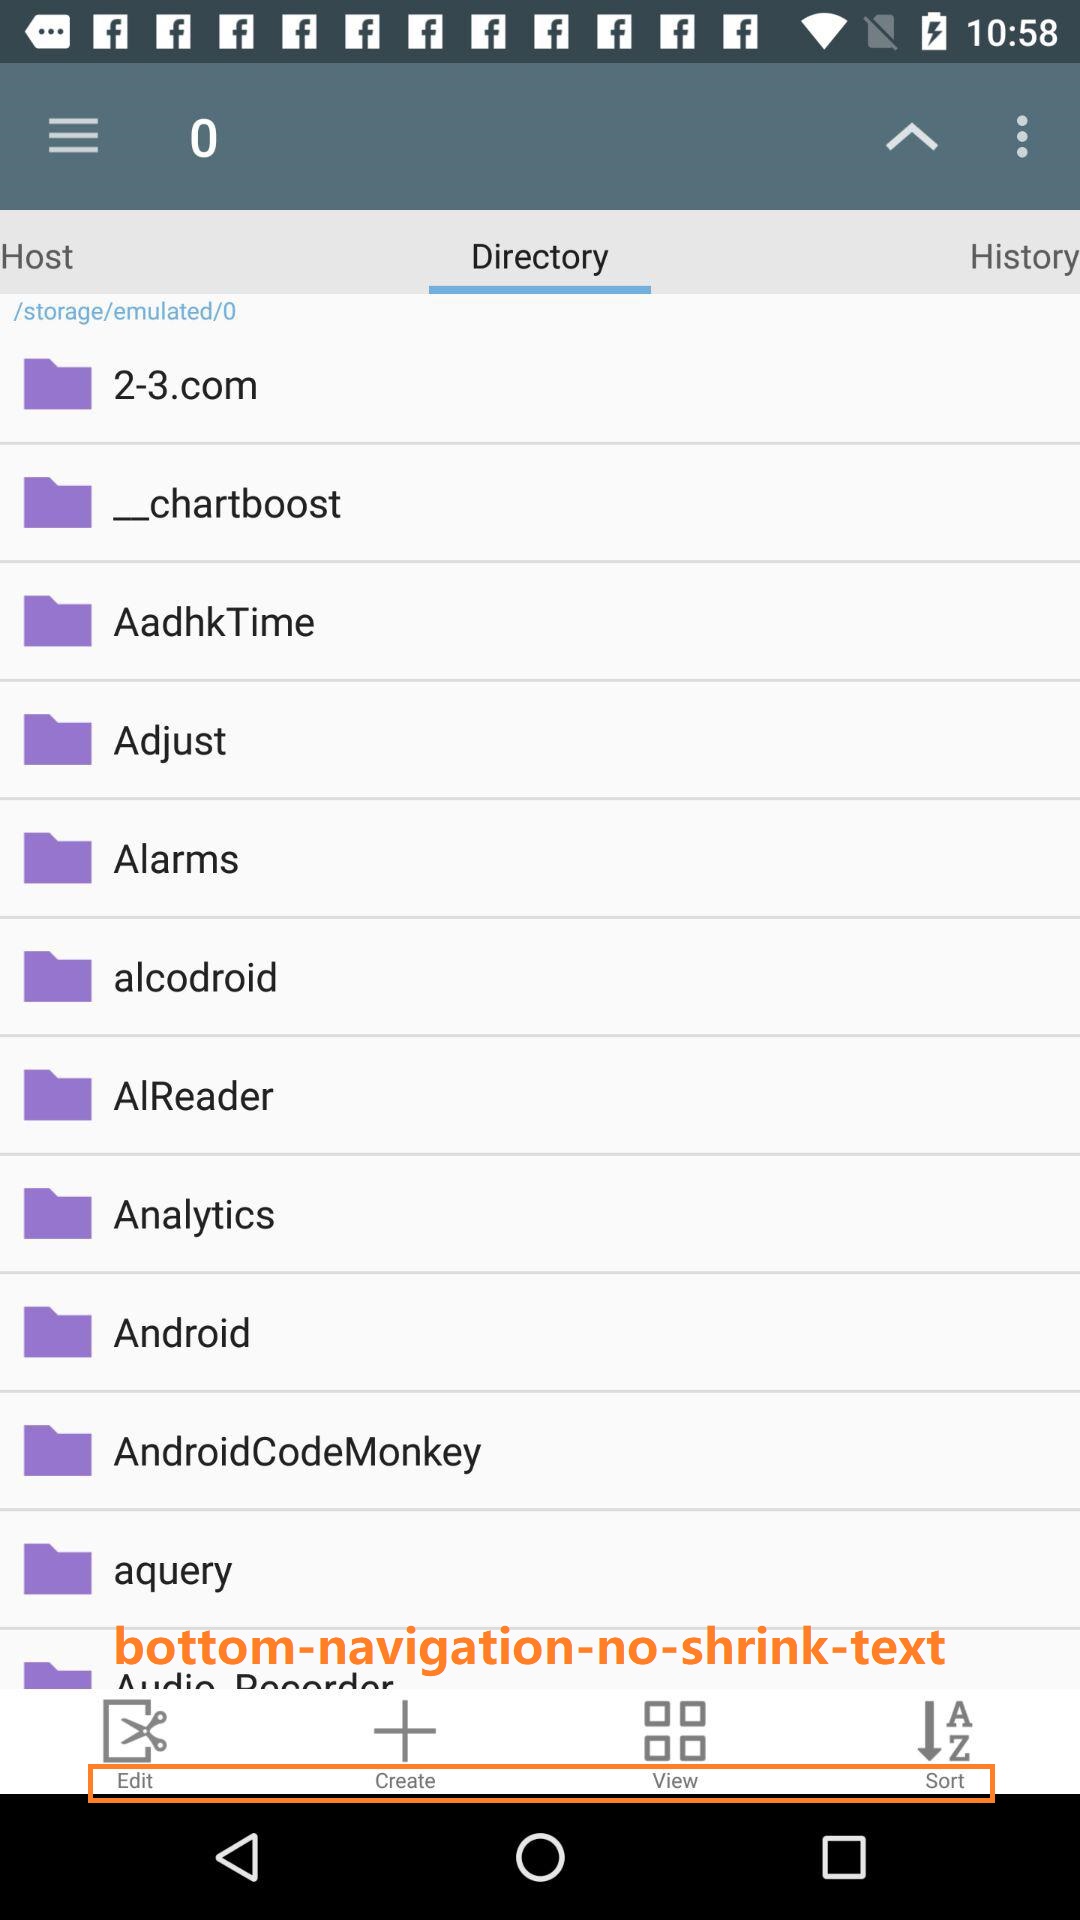 10:58
0
Host Directory History
/storage/emulated/0
2-3.com
__chartboost
AadhkTime
Adjust
Alarms
alcodroid
AlReader
Analytics
Android
AndroidCodeMonkey
aquery
bottom-navigation-no-shrink-text
Audio_Recorder
Edit Create View Sort